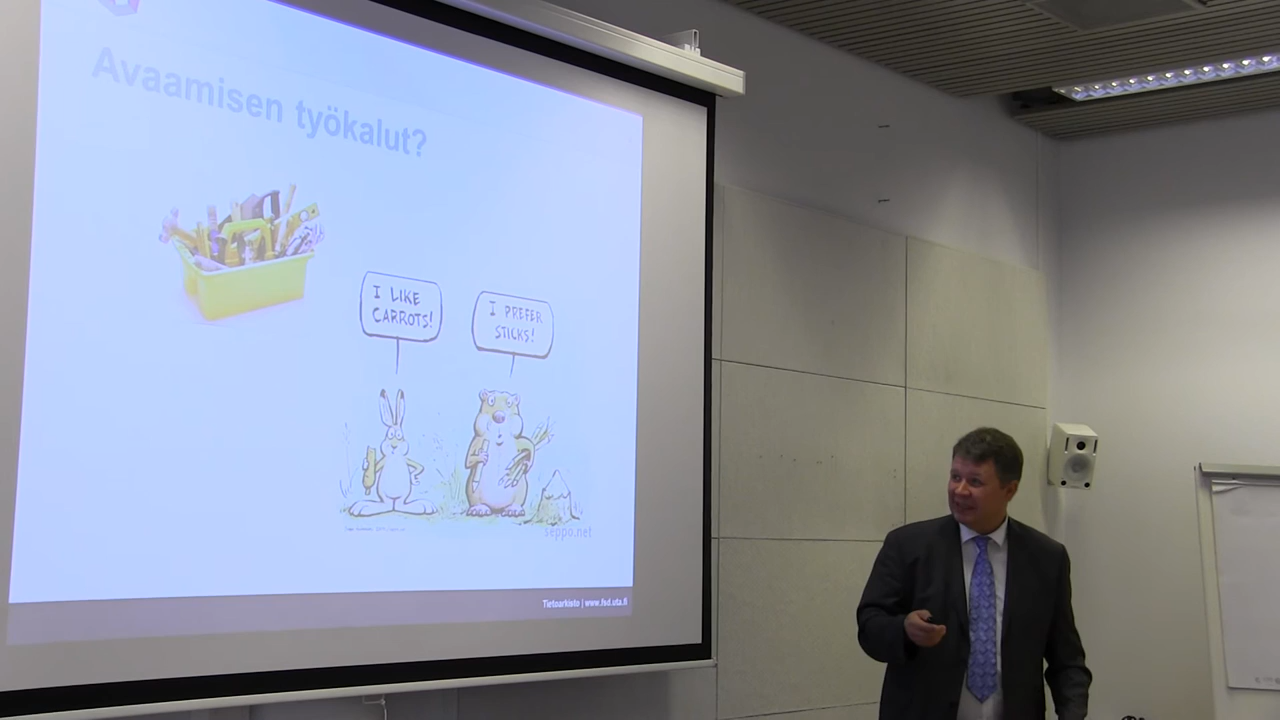 Avaamisen työkalut?
I LIKE
CARROTS!
I PREFER
STICKS!
seppo.net
Tietoarkisto | www.fsd.uta.fi